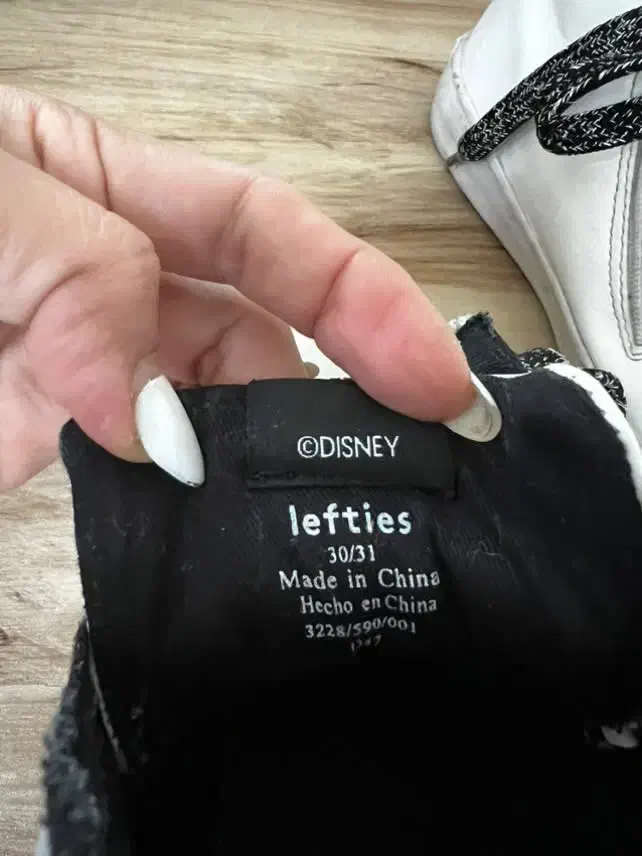 ©DISNEY
lefties
30/31
Made in China
Hecho en China
3228/590/001